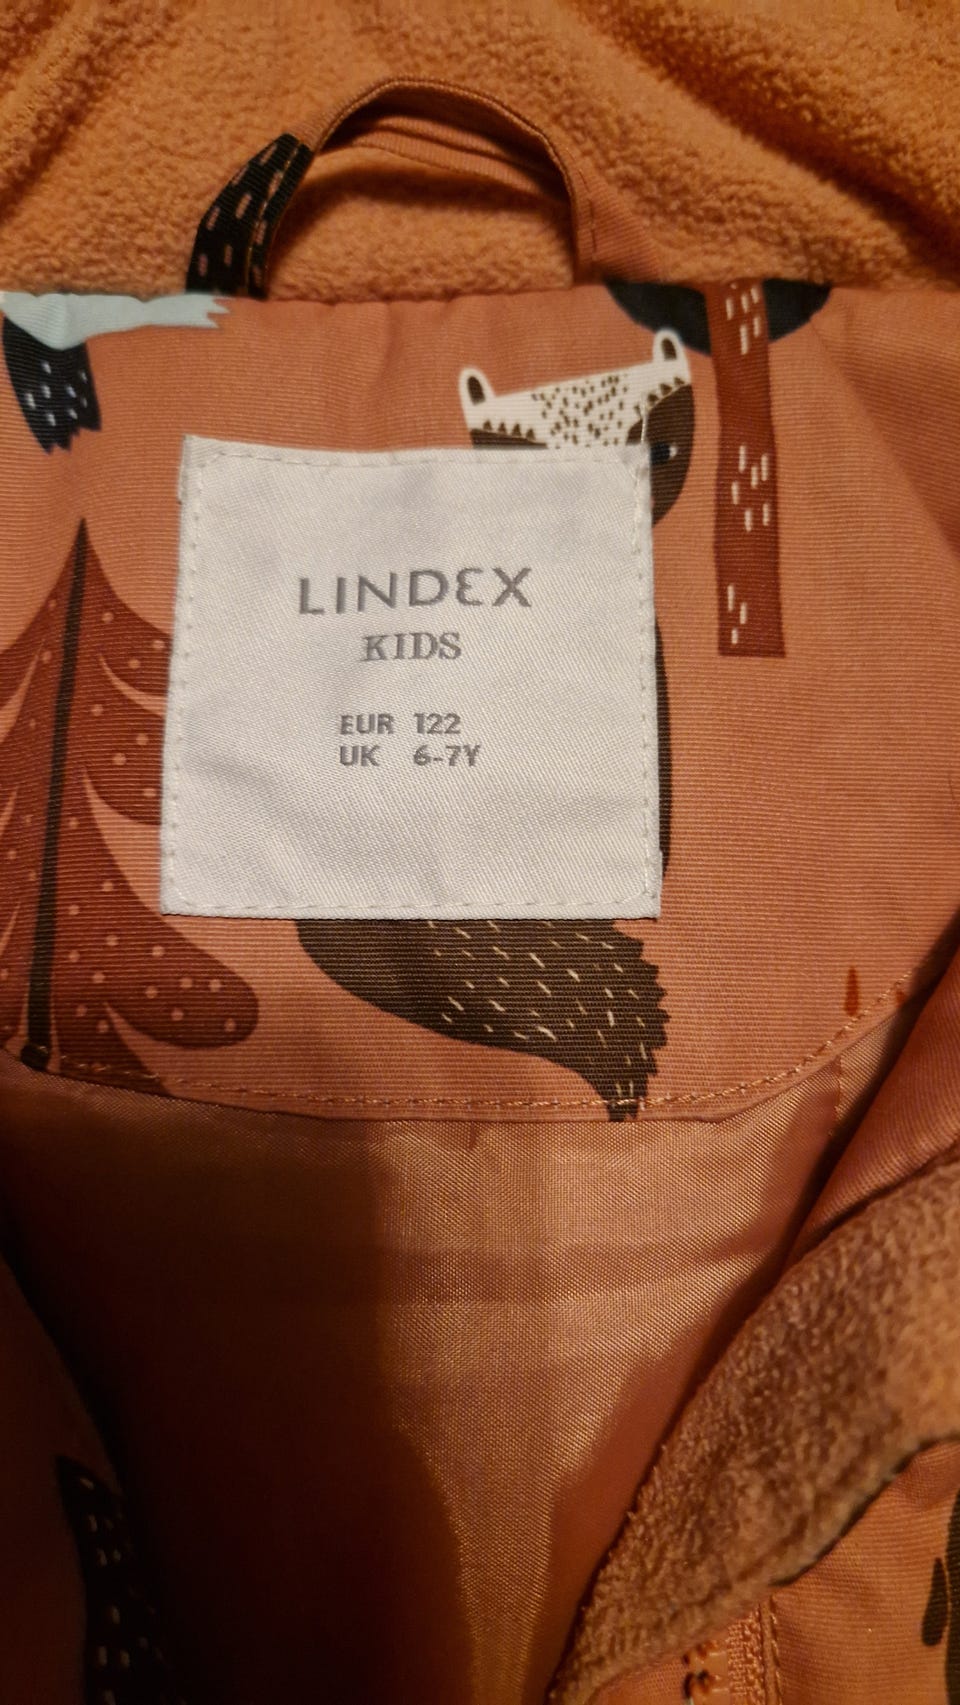 LINDEX
KIDS
EUR 122
UK 6-7Y